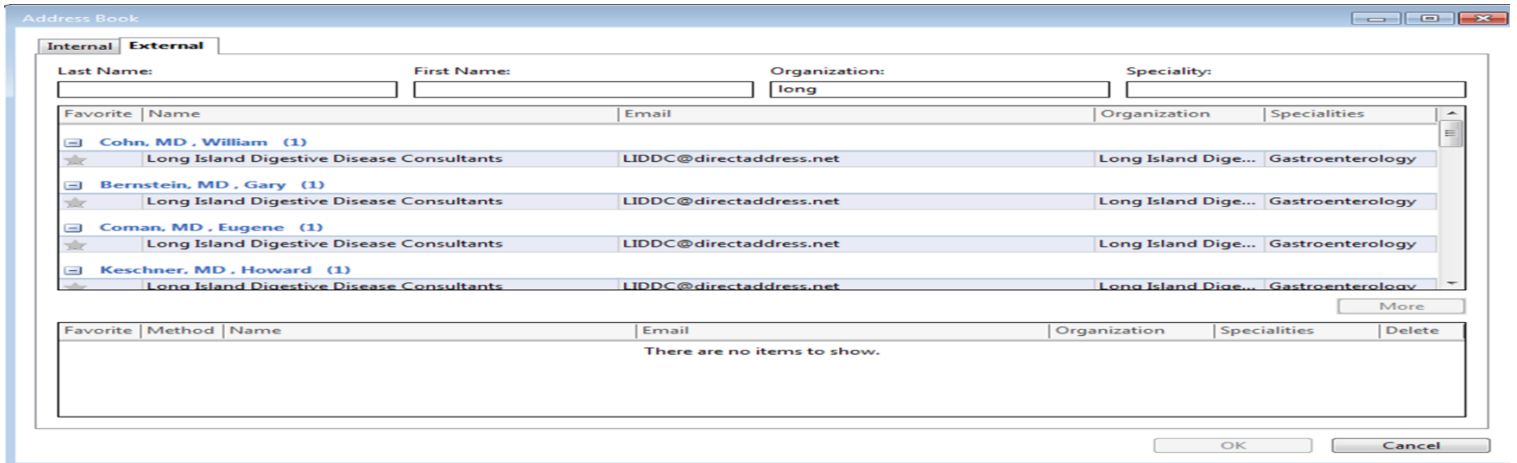 Address Book
Internal External
Last Name: First Name: Organization: Speciality:
long
Favorite Name Email Organization Specialities
Cohn, MD , William (1)
Long Island Digestive Disease Consultants LIDDC@directaddress.net Long Island Dige... Gastroenterology
Bernstein, MD , Gary (1)
Long Island Digestive Disease Consultants LIDDC@directaddress.net Long Island Dige... Gastroenterology
Coman, MD , Eugene (1)
Long Island Digestive Disease Consultants LIDDC@directaddress.net Long Island Dige... Gastroenterology
Keschner, MD , Howard (1)
Long Island Digestive Disease Consultants LIDDC@directaddress.net Long Island Dige... Gastroenterology
More
Favorite Method Name Email Organization Specialities Delete
There are no items to show.
OK Cancel